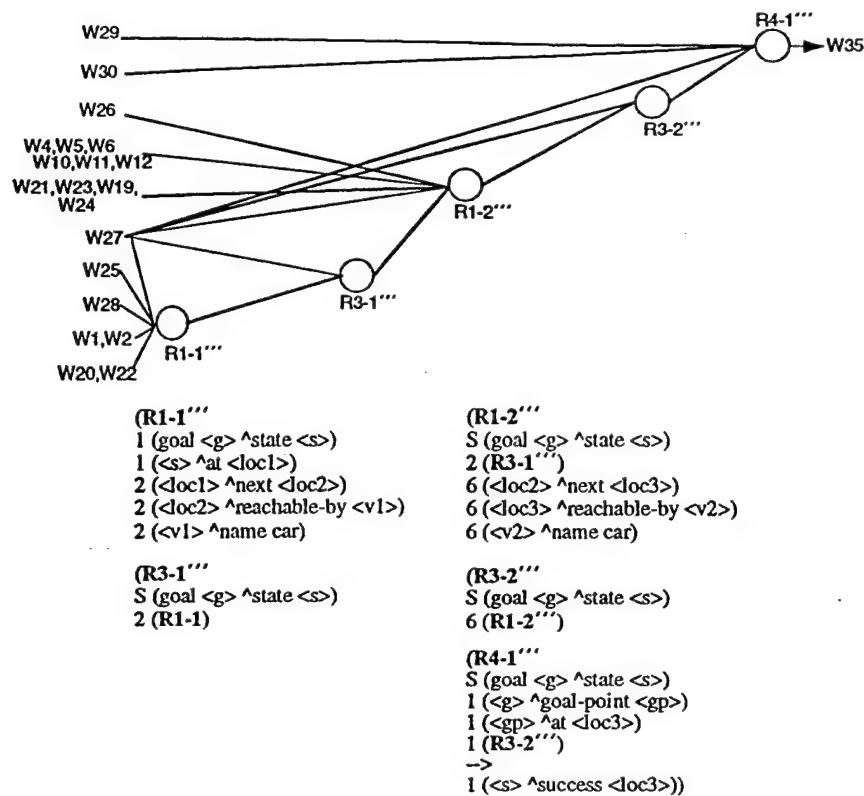 W29
R4-1'''
W35
W30
R3-2'''
W26
W4,W5,W6
W10,W11,W12
W21,W23,W19,
W24
R1-2'''
W27
W25
R3-1'''
W28
W1,W2
R1-1'''
W20,W22
(R1-1'''
1 (goal <g> ^state <s>)
1 (<s> ^at <loc1>)
2 (<loc1> ^next <loc2>)
2 (<loc2> ^reachable-by <v1>)
2 (<v1> ^name car)
(R3-1'''
S (goal <g> ^state <s>)
2 (R1-1)
(R1-2'''
S (goal <g> ^state <s>)
2 (R3-1''')
6 (<loc2> ^next <loc3>)
6 (<loc3> ^reachable-by <v2>)
6 (<v2> ^name car)
(R3-2'''
S (goal <g> ^state <s>)
6 (R1-2''')
(R4-1'''
S (goal <g> ^state <s>)
1 (<g> ^goal-point <gp>)
1 (<gp> ^at <loc3>)
1 (R3-2''')
-->
1 (<s> ^success <loc3>))